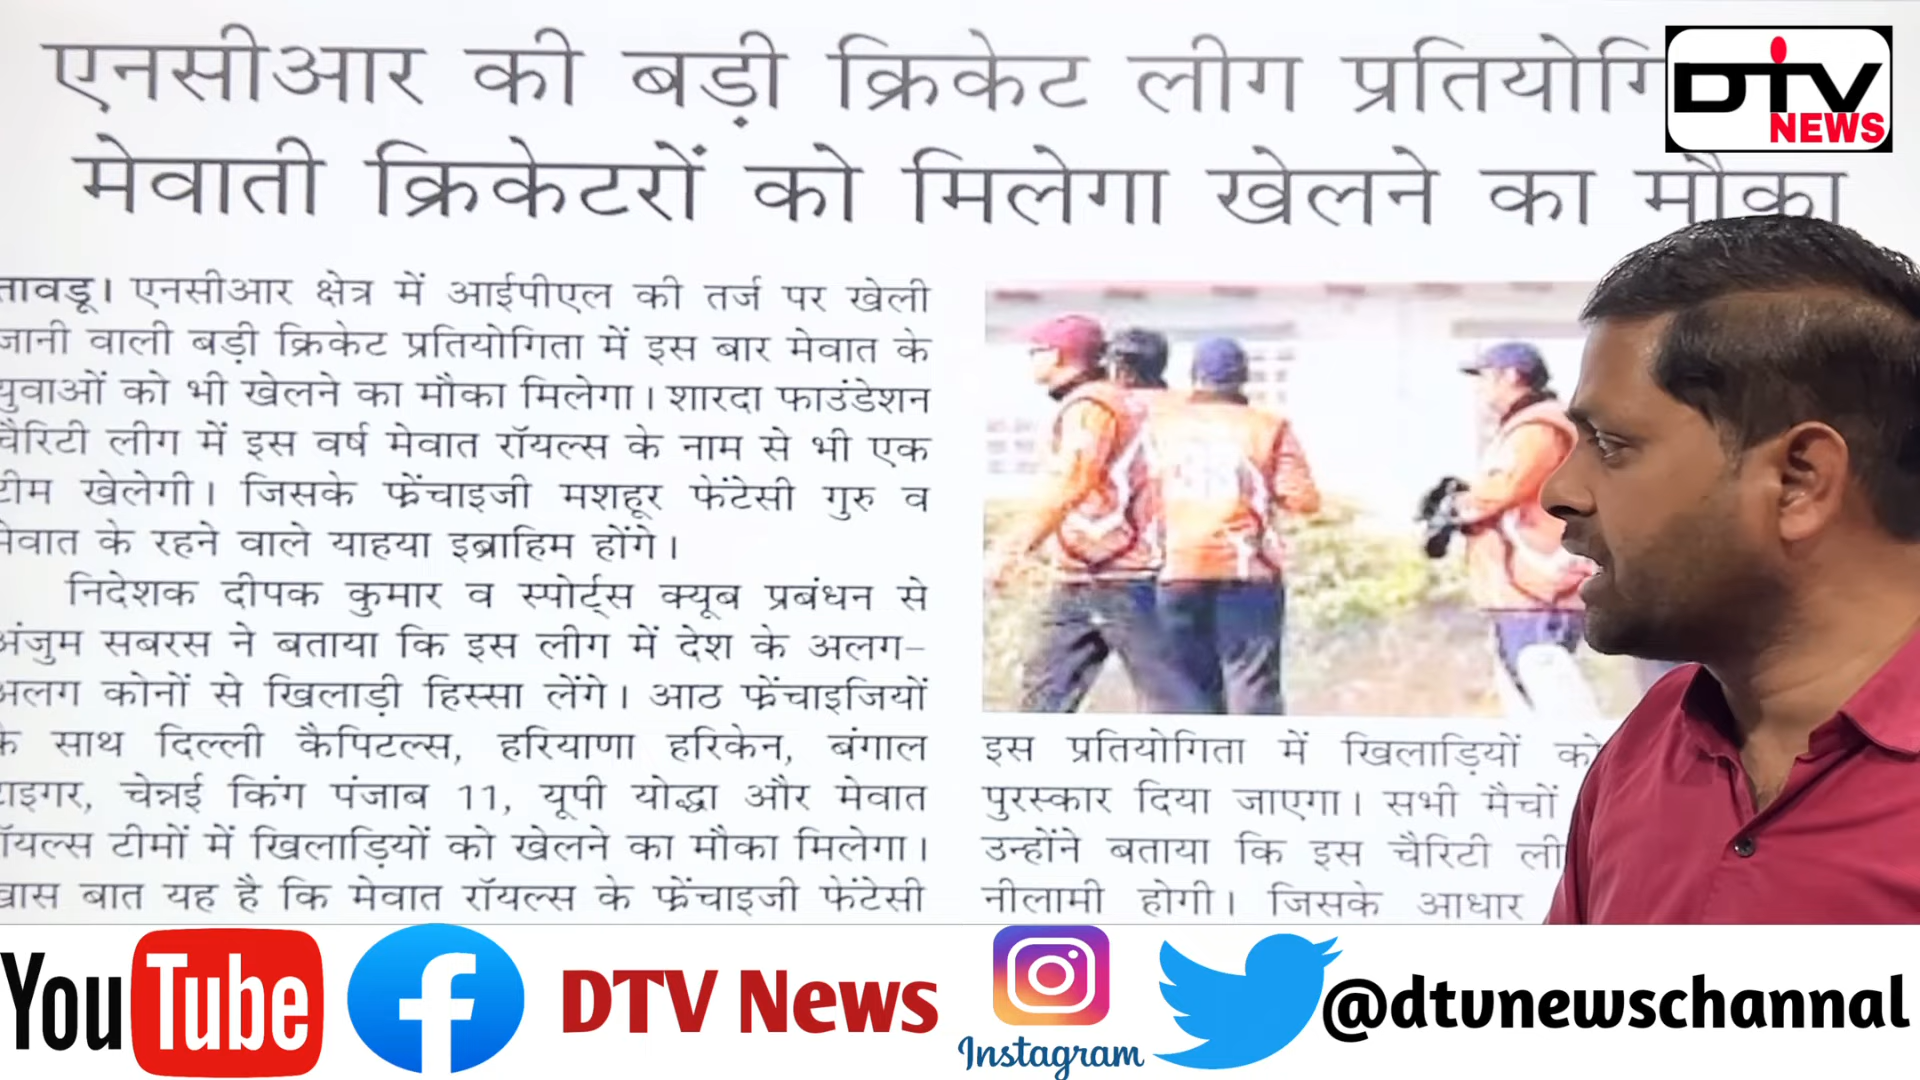 एनसीआर की बड़ी क्रिकेट लीग
मेवाती क्रिकेटरों को मिलेगा खेलने का मौका
DTV
NEWS
एनसीआर क्षेत्र में आईपीएल की तर्ज पर खेली
जानी वाली बड़ी क्रिकेट प्रतियोगिता में इस बार मेवात के
युवाओं को भी खेलने का मौका मिलेगा। शारदा फाउंडेशन
चैरिटी लीग में इस वर्ष मेवात रॉयल्स के नाम से भी एक
टीम खेलेगी। जिसके फ्रेंचाइजी मशहूर फेंटेसी गुरु व
मेवात के रहने वाले याहया इब्राहिम होंगे।
निदेशक दीपक कुमार व स्पोर्ट्स क्यूब प्रबंधन से
अंजुम सबरस ने बताया कि इस लीग में देश के अलग-
अलग कोनों से खिलाड़ी हिस्सा लेंगे। आठ फ्रेंचाइजियों
के साथ दिल्ली कैपिटल्स, हरियाणा हरिकेन, बंगाल
टाइगर, चेन्नई किंग पंजाब 11, यूपी योद्धा और मेवात
रॉयल्स टीमों में खिलाड़ियों को खेलने का मौका मिलेगा।
खास बात यह है कि मेवात रॉयल्स के फ्रेंचाइजी फेंटेसी
इस प्रतियोगिता में खिलाड़ियों को
पुरस्कार दिया जाएगा। सभी मैचों
उन्होंने बताया कि इस चैरिटी
नीलामी होगी। जिसके आधार
YouTube
f
DTV News
Instagram
@dtvnewschannal